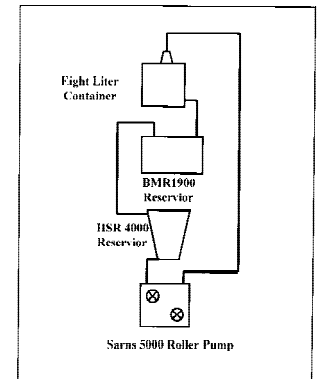 Eight Liter
Container
BMR1900
Reservior
HSR 4000
Reservior
Sarns 5000 Roller Pump